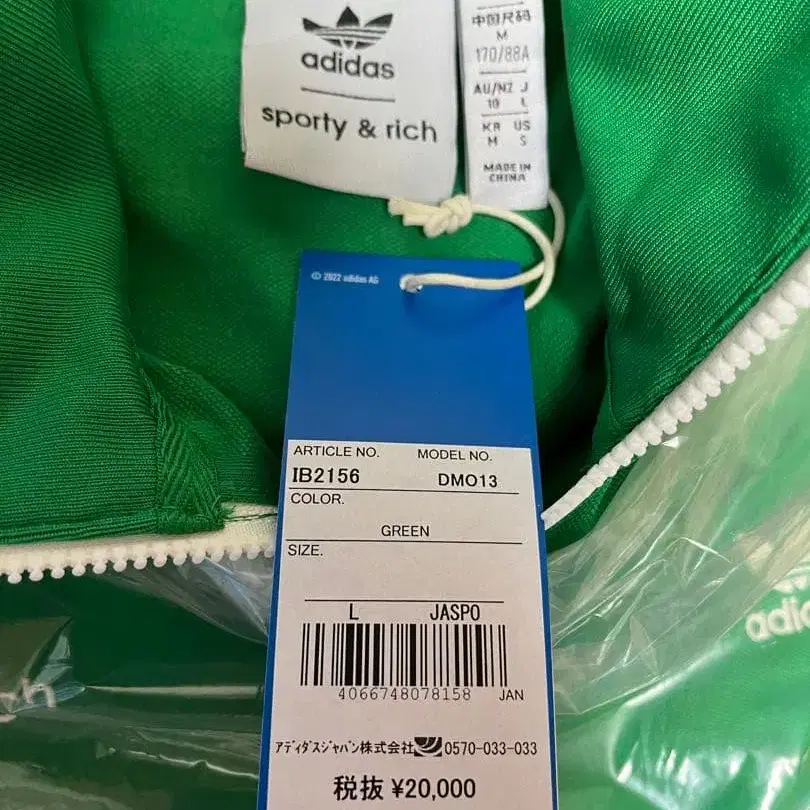 adidas
sporty & rich
中国尺码
M
170/88A
AU/NZ J
10 L
KR US
M S
MADE IN
CHINA
© 2022 adidas AG
ARTICLE NO. MODEL NO.
IB2156 DMO13
COLOR.
GREEN
SIZE.
L JASPO
4066748078158 JAN
アディダスジャパン株式会社 0570-033-033
税抜 ¥20,000